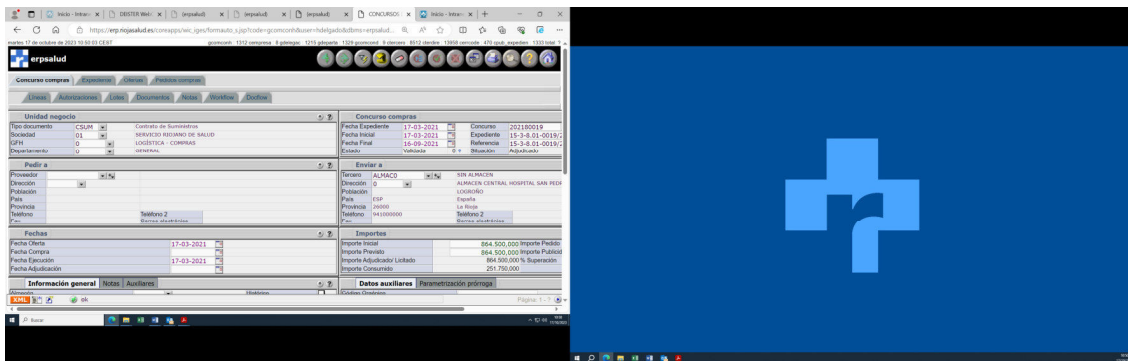 Inicio - Intran
DBSTER Web
(erpsalud)
(erpsalud)
(erpsalud)
CONCURSOS
Inicio - Intran
https://erp.riojasalud.es/coreapps/wic_iges/formauto_s.jsp?code=gcomconh&user=hdelgado&dbms=erpsalud...
martes 17 de octubre de 2023 10:50:03 CEST
erpsalud
Concurso compras Expediente Ofertas Pedidos compras
Líneas Autorizaciones Lotes Documentos Notas Workflow Docflow
Unidad negocio
Tipo documento CSUM Contrato de Suministros
Sociedad 01 SERVICIO RIOJANO DE SALUD
GFH 0 LOGÍSTICA - COMPRAS
Departamento 0 GENERAL
Concurso compras
Fecha Expediente 17-03-2021 Concurso 202180019
Fecha Inicial 17-03-2021 Expediente 15-3-8.01-0019/2
Fecha Final 16-09-2021 Referencia 15-3-8.01-0019/2
Estado Validada Situación Adjudicado
Pedir a
Proveedor
Dirección
Población
País
Provincia
Teléfono Teléfono 2
Enviar a
Tercero ALMAC0 SIN ALMACEN
Dirección 0 ALMACEN CENTRAL HOSPITAL SAN PEDR
Población LOGROÑO
País ESP España
Provincia 26000 La Rioja
Teléfono 941000000 Teléfono 2
Fechas
Fecha Oferta 17-03-2021
Fecha Compra
Fecha Ejecución 17-03-2021
Fecha Adjudicación
Importes
Importe Inicial 864.500,000 Importe Pedido
Importe Previsto 864.500,000 Importe Publicid
Importe Adjudicado/ Licitado 864.500,000 % Superación
Importe Consumido 251.750,000
Información general Notas Auxiliares
Datos auxiliares Parametrización prórroga
XML ok Página: 1 - ?
Buscar